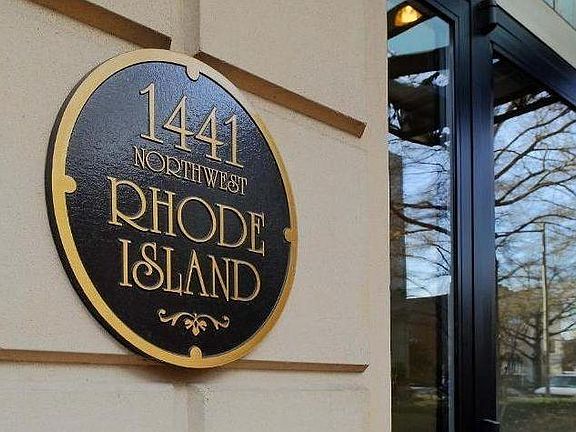 1441
NORTHWEST
RHODE
ISLAND